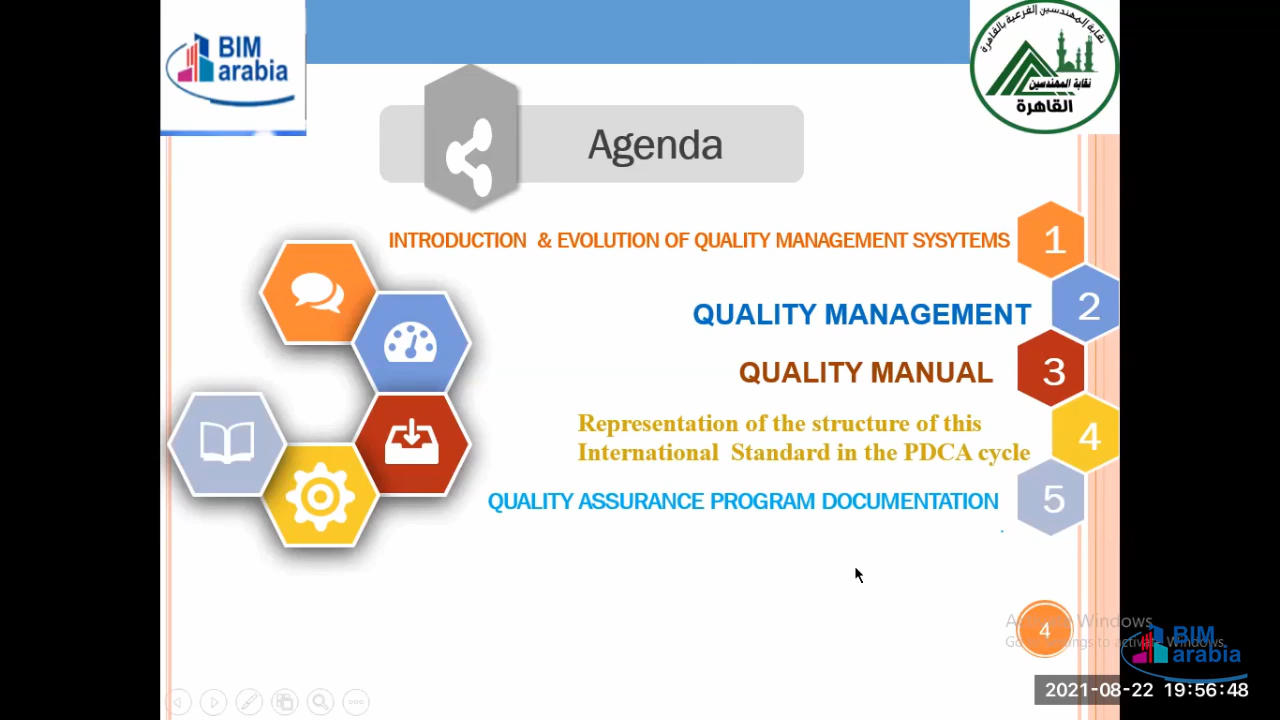 BIM
arabia
نقابة المهندسين الفرعية بالقاهرة
نقابة المهندسين
القاهرة
Agenda
INTRODUCTION & EVOLUTION OF QUALITY MANAGEMENT SYSYTEMS
1
QUALITY MANAGEMENT
2
QUALITY MANUAL
3
Representation of the structure of this
International Standard in the PDCA cycle
4
QUALITY ASSURANCE PROGRAM DOCUMENTATION
5
4
BIM
arabia
2021-08-22 19:56:48